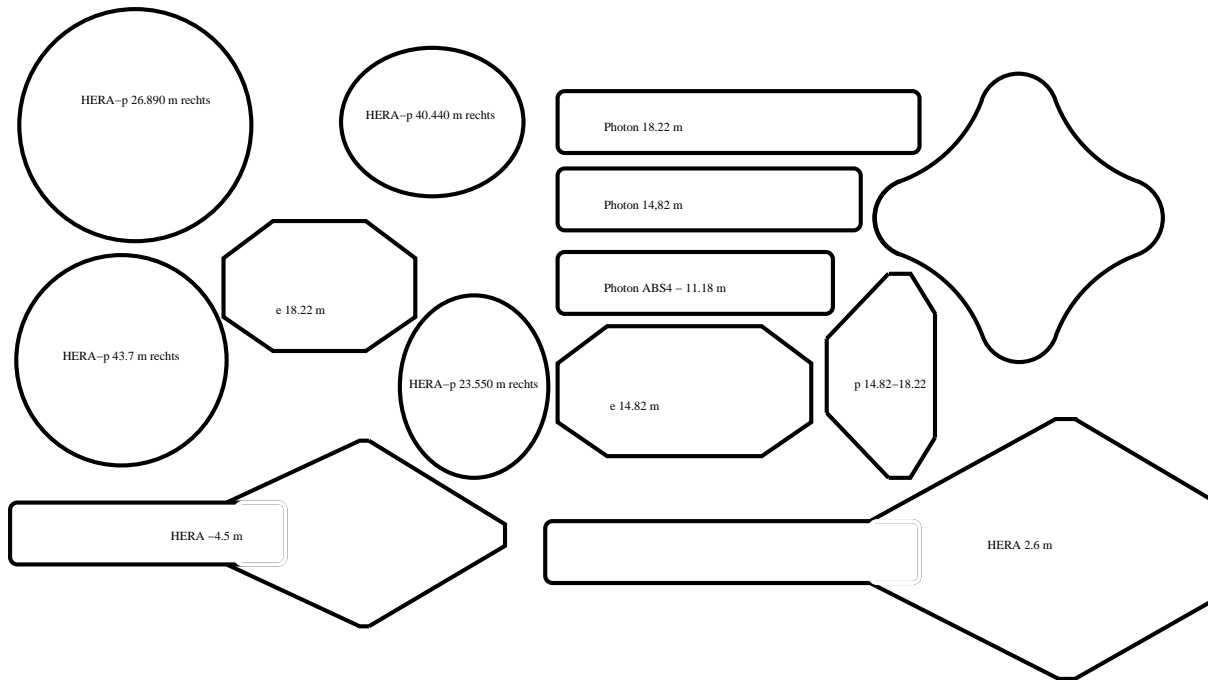 HERA−p 26.890 m rechts
HERA−p 40.440 m rechts
Photon 18.22 m
Photon 14,82 m
Photon ABS4 − 11.18 m
e 18.22 m
HERA−p 43.7 m rechts
HERA−p 23.550 m rechts
e 14.82 m
p 14.82−18.22
HERA −4.5 m
HERA 2.6 m